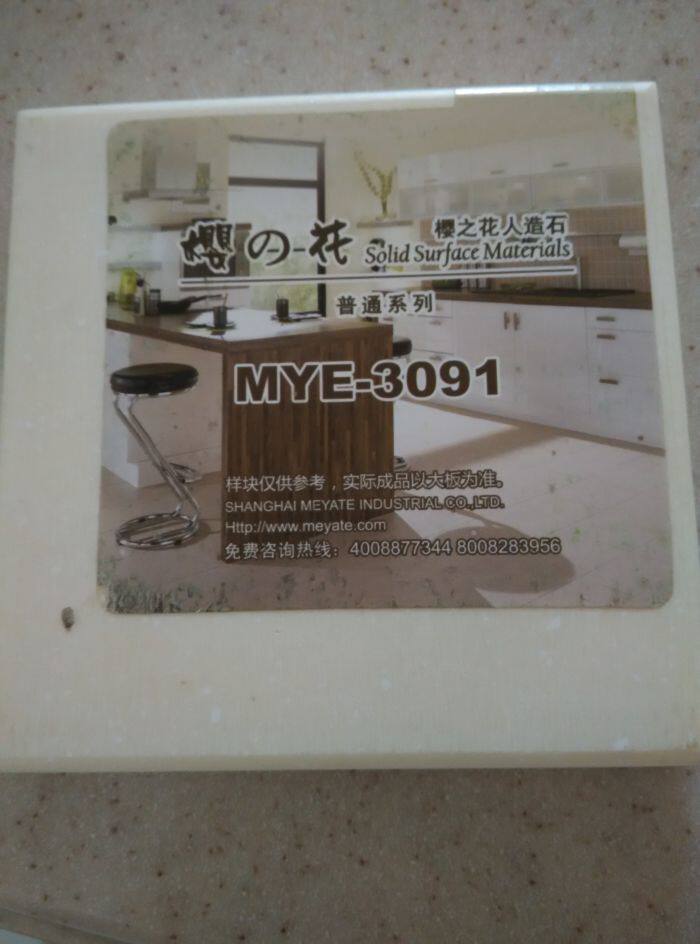 櫻の花
櫻之花人造石
Solid Surface Materials
普通系列
MYE-3091
样块仅供参考，实际成品以大板为准。
SHANGHAI MEYATE INDUSTRIAL CO.,LTD.
Http://www.meyate.com
免费咨询热线：4008877344 8008283956